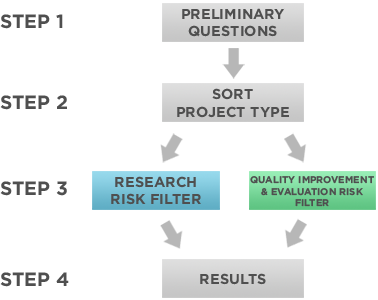 STEP 1
PRELIMINARY
QUESTIONS
STEP 2
SORT
PROJECT TYPE
STEP 3
RESEARCH
RISK FILTER
QUALITY IMPROVEMENT
& EVALUATION RISK
FILTER
STEP 4
RESULTS